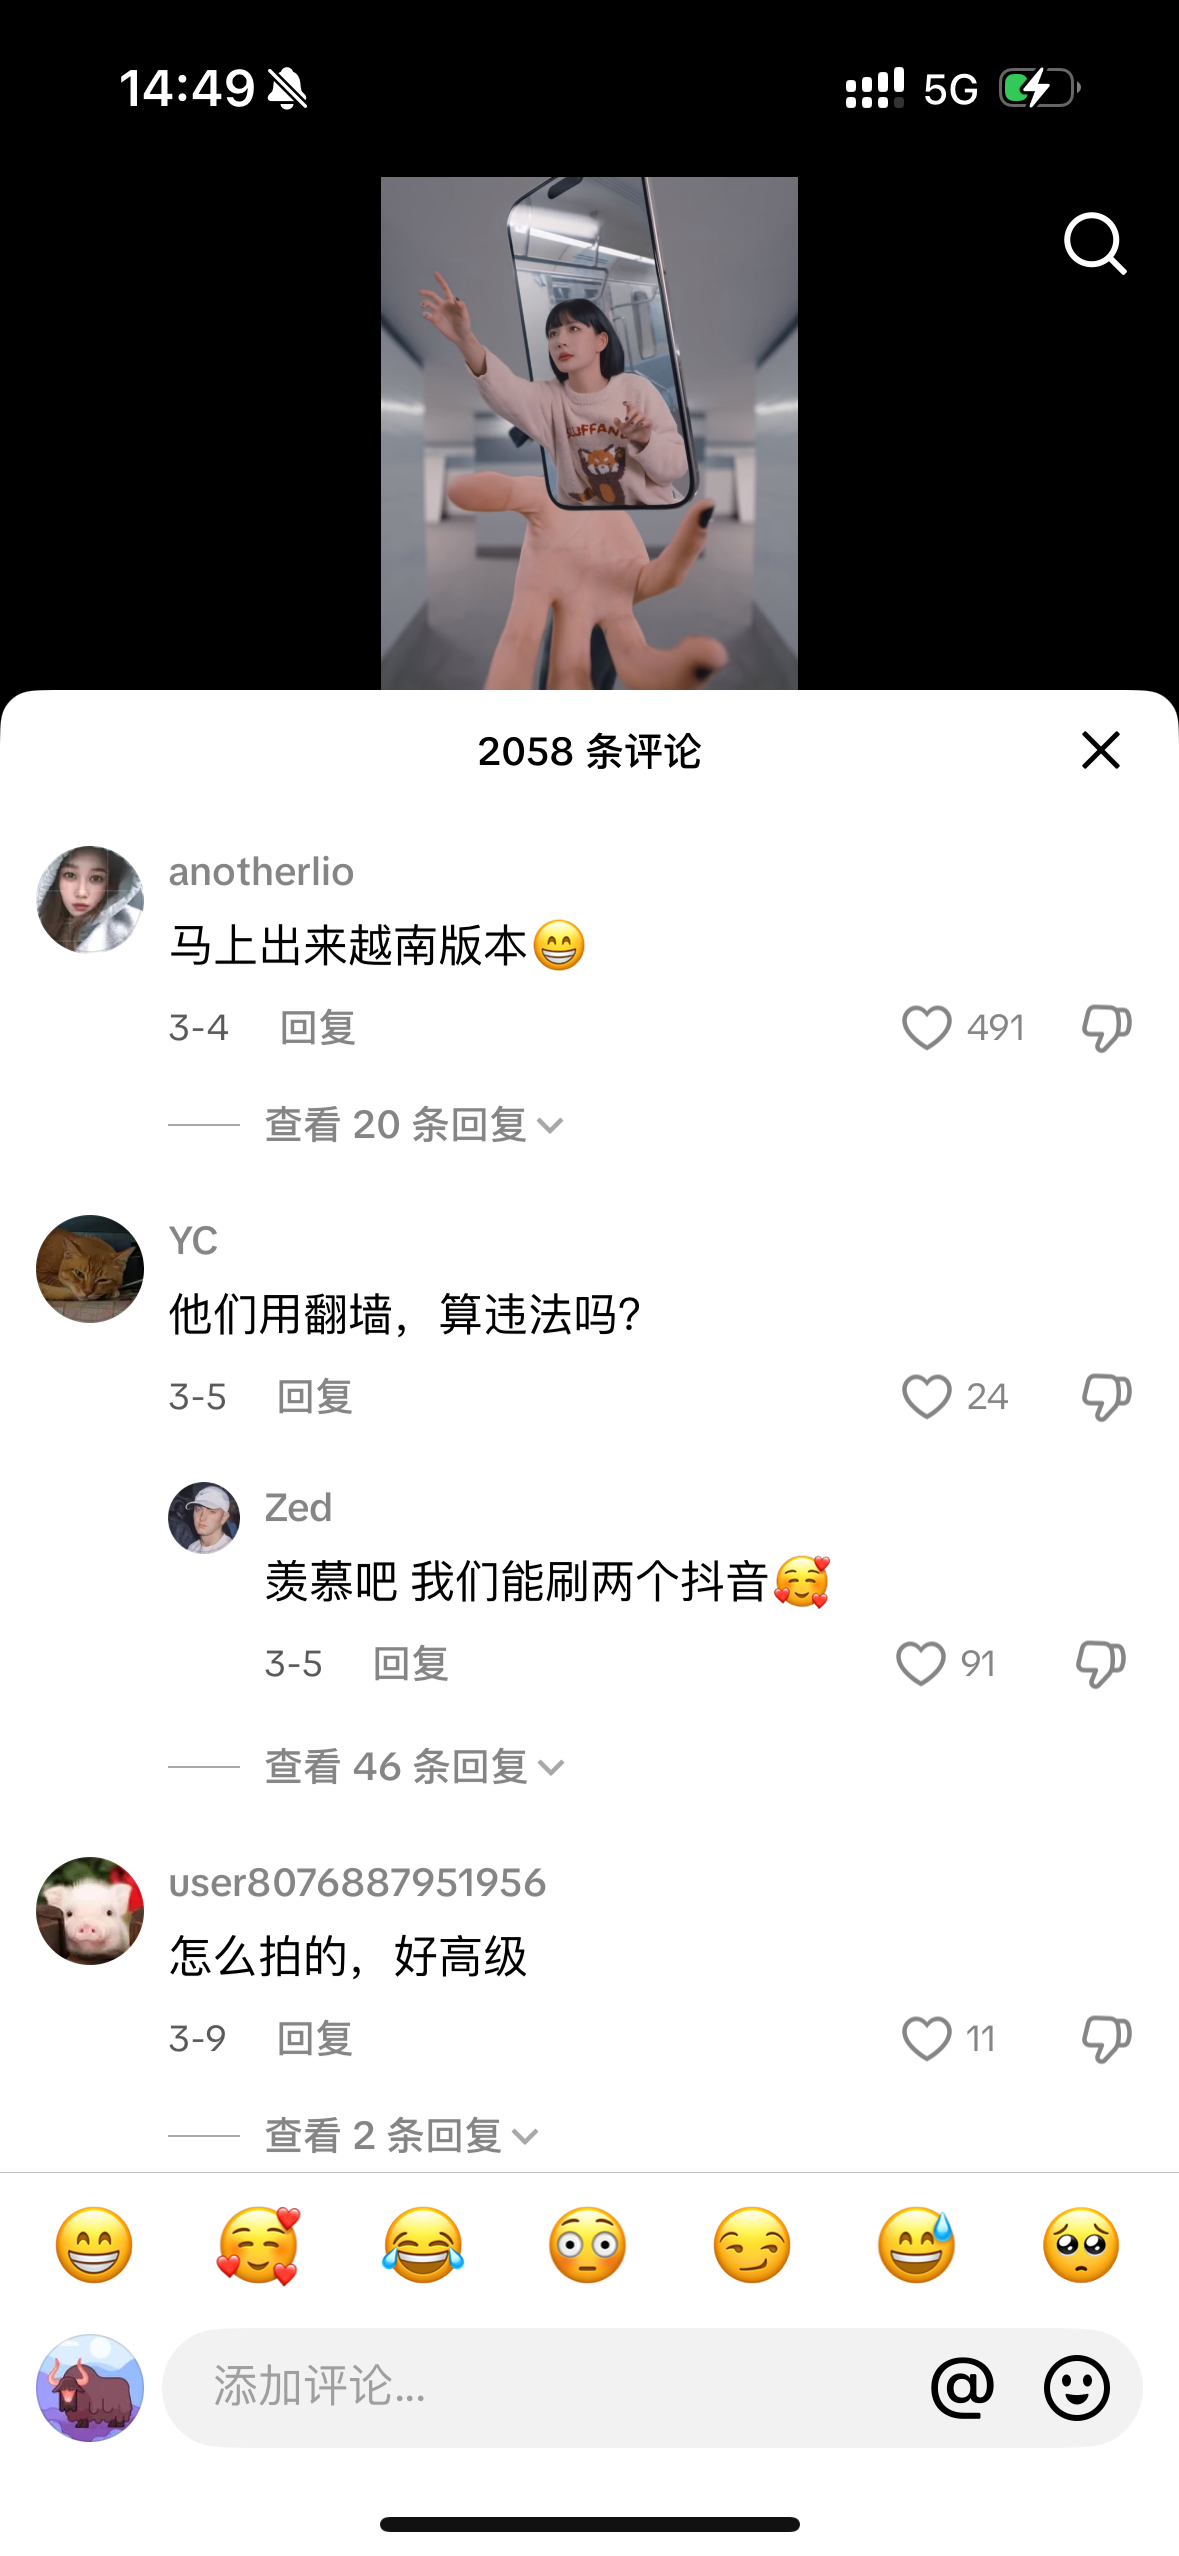 14:49
5G
2058 条评论
anotherlio
马上出来越南版本😁
3-4 回复 491
查看 20 条回复
YC
他们用翻墙，算违法吗？
3-5 回复 24
Zed
羡慕吧 我们能刷两个抖音🥰
3-5 回复 91
查看 46 条回复
user8076887951956
怎么拍的，好高级
3-9 回复 11
查看 2 条回复
添加评论...
@